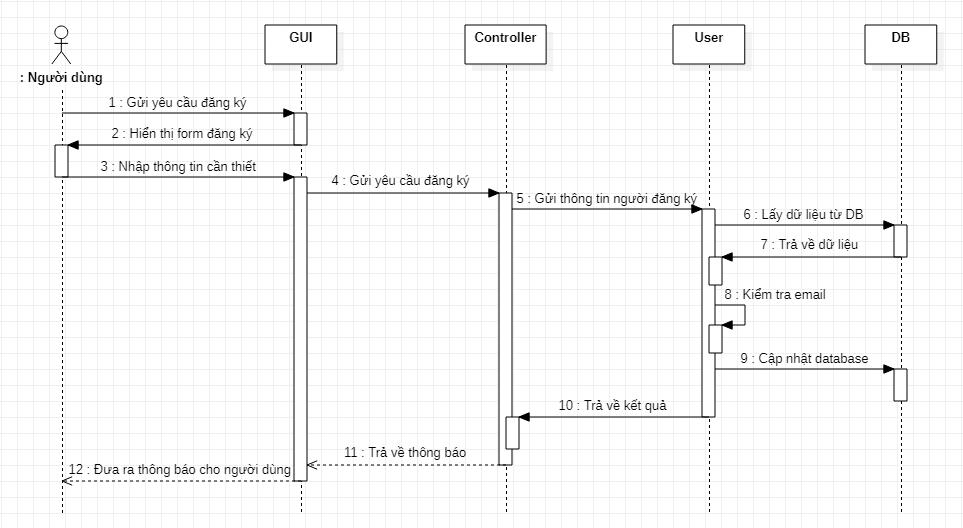 GUI
Controller
User
DB
: Người dùng
1 : Gửi yêu cầu đăng ký
2 : Hiển thị form đăng ký
3 : Nhập thông tin cần thiết
4 : Gửi yêu cầu đăng ký
5 : Gửi thông tin người đăng ký
6 : Lấy dữ liệu từ DB
7 : Trả về dữ liệu
8 : Kiểm tra email
9 : Cập nhật database
10 : Trả về kết quả
11 : Trả về thông báo
12 : Đưa ra thông báo cho người dùng